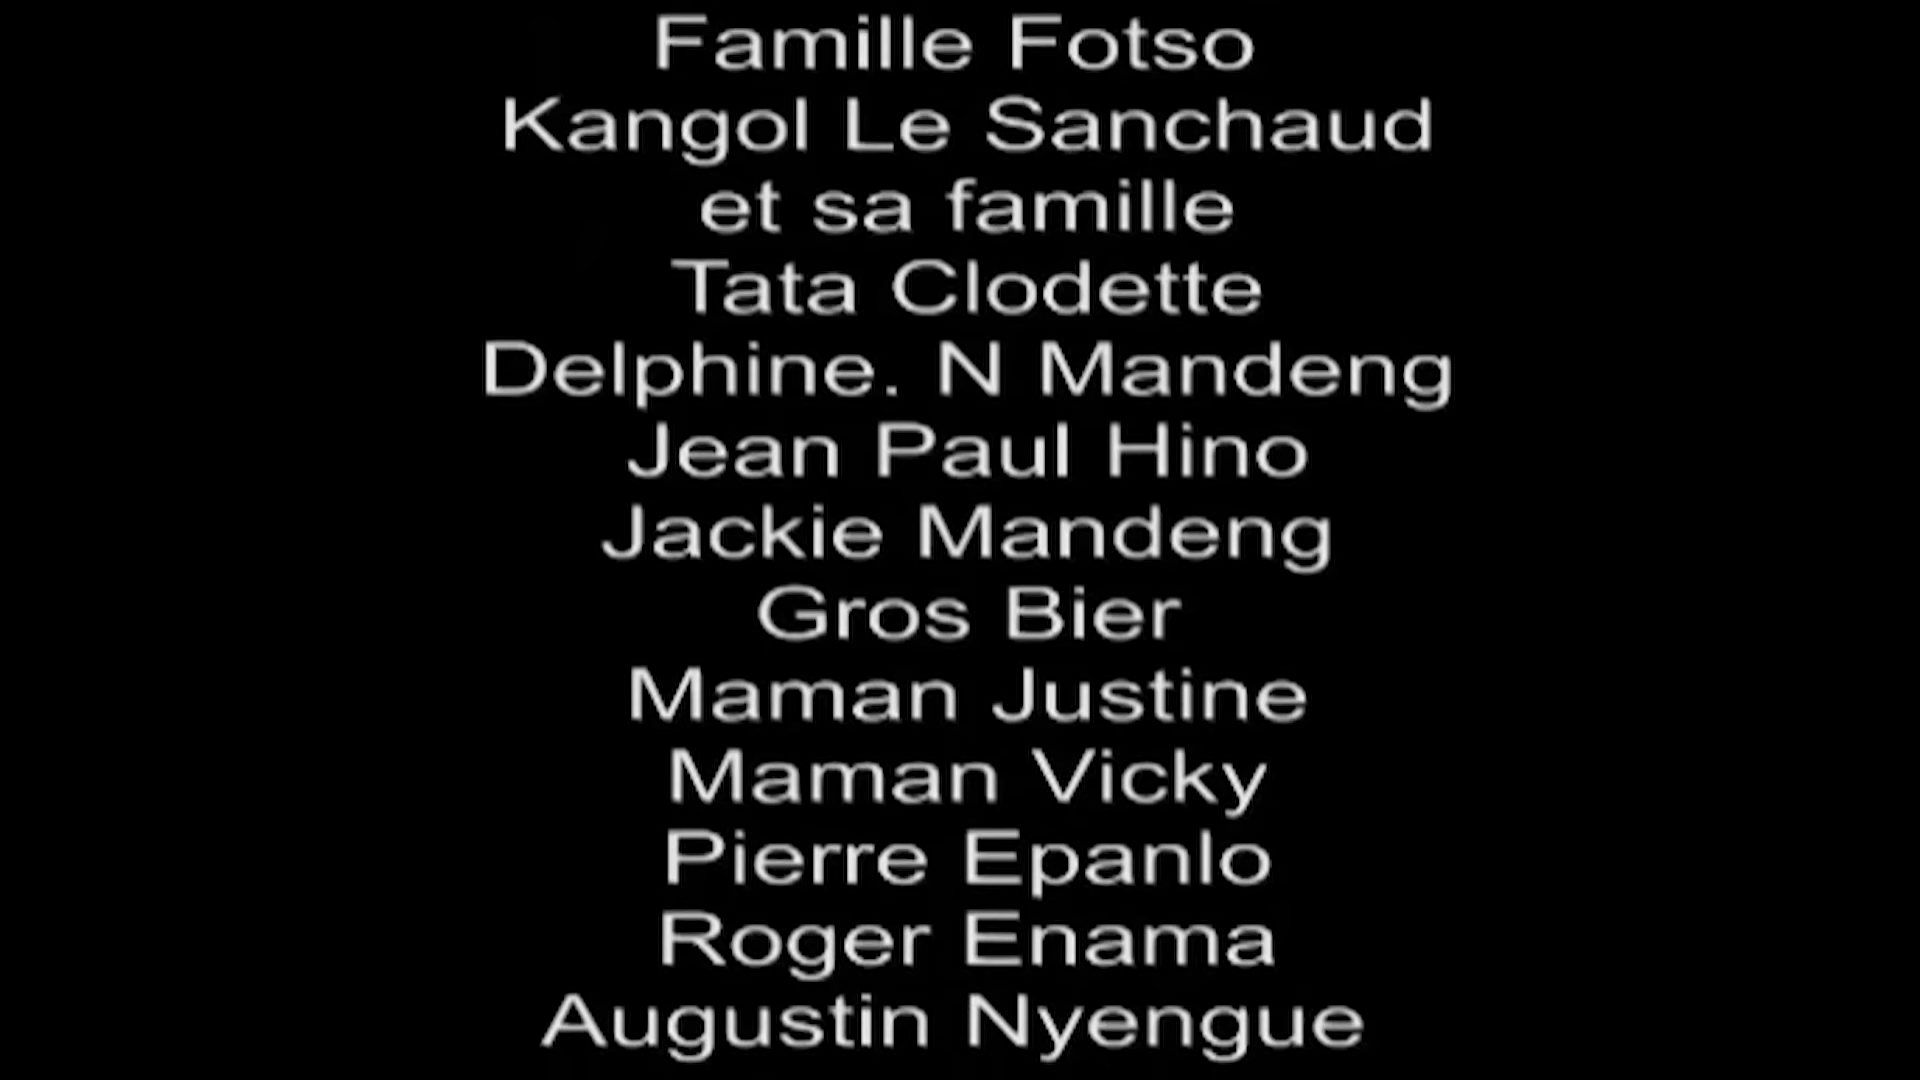 Famille Fotso
Kangol Le Sanchaud
et sa famille
Tata Clodette
Delphine. N Mandeng
Jean Paul Hino
Jackie Mandeng
Gros Bier
Maman Justine
Maman Vicky
Pierre Epanlo
Roger Enama
Augustin Nyengue